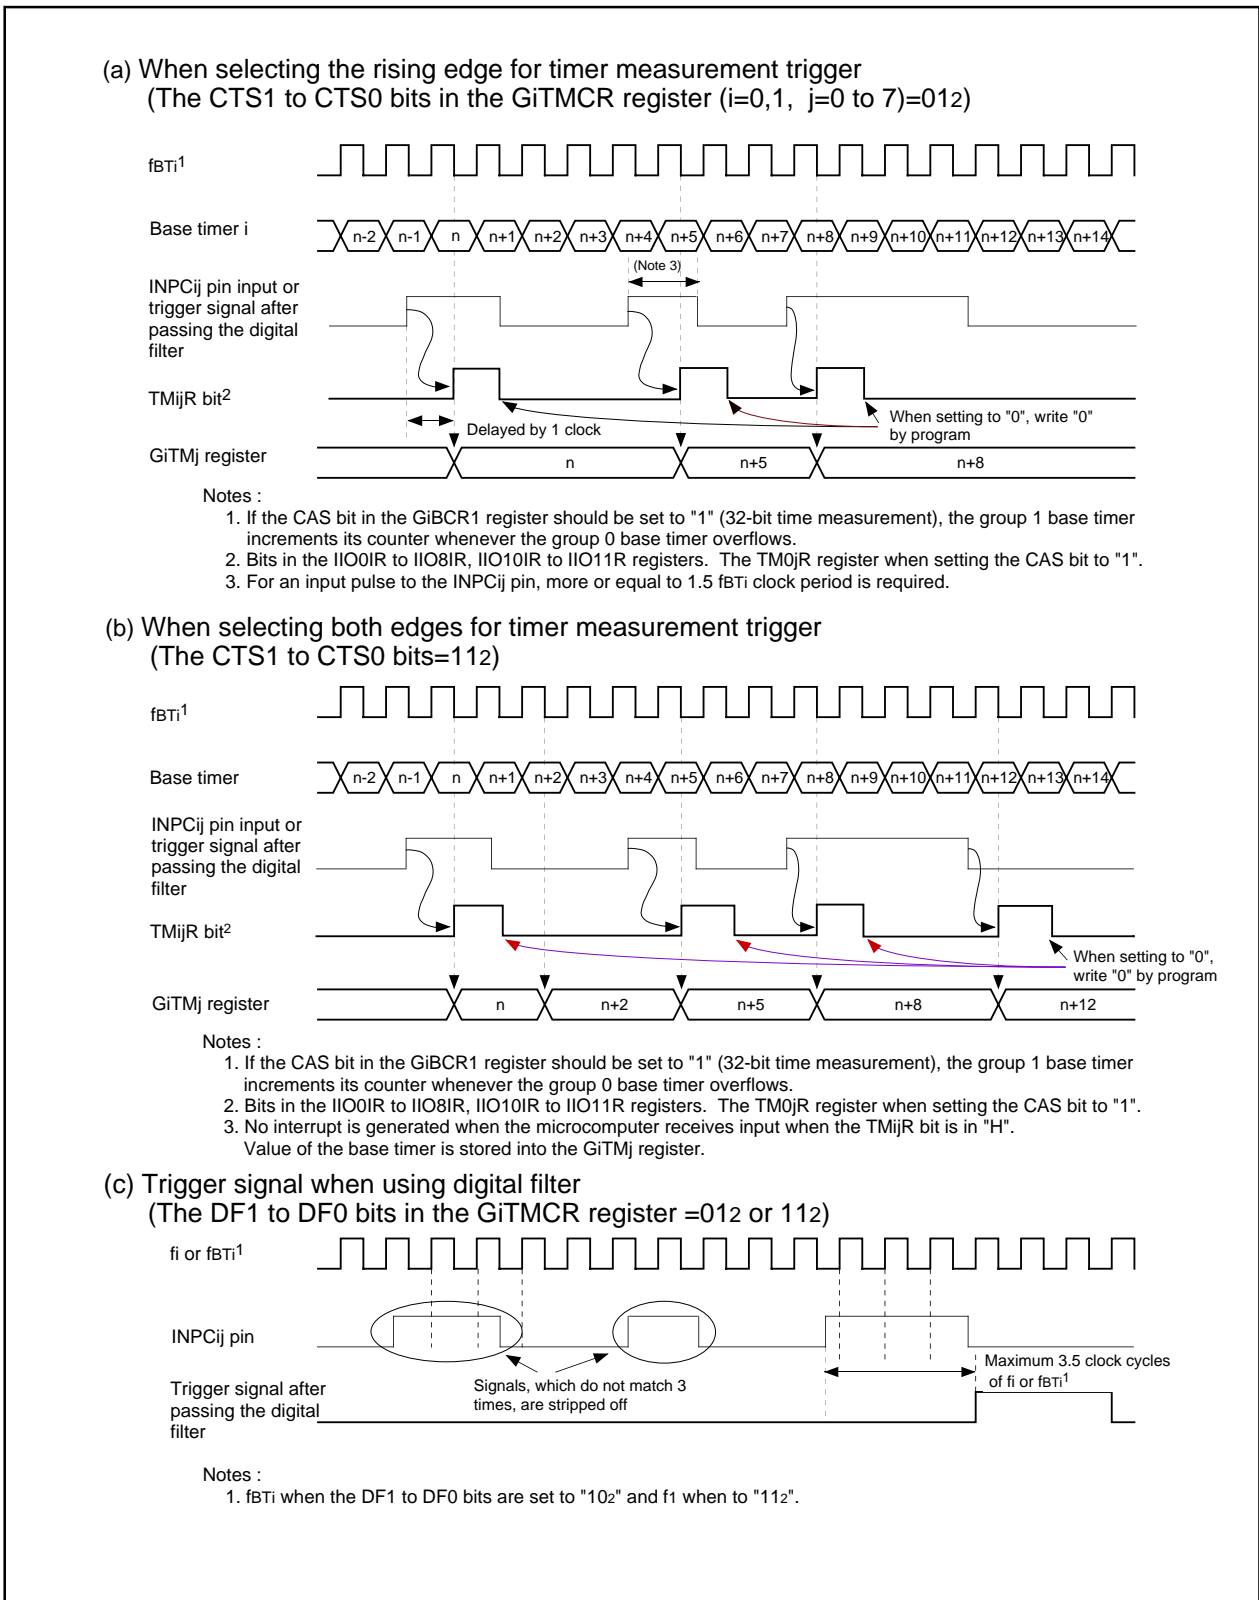 (a) When selecting the rising edge for timer measurement trigger
(The CTS1 to CTS0 bits in the GiTMCR register (i=0,1, j=0 to 7)=012)
fBTi1
Base timer i
n-2 n-1 n n+1 n+2 n+3 n+4 n+5 n+6 n+7 n+8 n+9 n+10 n+11 n+12 n+13 n+14
(Note 3)
INPCij pin input or
trigger signal after
passing the digital
filter
TMijR bit2
Delayed by 1 clock
When setting to "0", write "0"
by program
GiTMj register
n n+5 n+8
Notes :
1. If the CAS bit in the GiBCR1 register should be set to "1" (32-bit time measurement), the group 1 base timer
increments its counter whenever the group 0 base timer overflows.
2. Bits in the IIO0IR to IIO8IR, IIO10IR to IIO11R registers. The TM0jR register when setting the CAS bit to "1".
3. For an input pulse to the INPCij pin, more or equal to 1.5 fBTi clock period is required.
(b) When selecting both edges for timer measurement trigger
(The CTS1 to CTS0 bits=112)
fBTi1
Base timer
n-2 n-1 n n+1 n+2 n+3 n+4 n+5 n+6 n+7 n+8 n+9 n+10 n+11 n+12 n+13 n+14
INPCij pin input or
trigger signal after
passing the digital
filter
TMijR bit2
When setting to "0",
write "0" by program
GiTMj register
n n+2 n+5 n+8 n+12
Notes :
1. If the CAS bit in the GiBCR1 register should be set to "1" (32-bit time measurement), the group 1 base timer
increments its counter whenever the group 0 base timer overflows.
2. Bits in the IIO0IR to IIO8IR, IIO10IR to IIO11R registers. The TM0jR register when setting the CAS bit to "1".
3. No interrupt is generated when the microcomputer receives input when the TMijR bit is in "H".
Value of the base timer is stored into the GiTMj register.
(c) Trigger signal when using digital filter
(The DF1 to DF0 bits in the GiTMCR register =012 or 112)
fi or fBTi1
INPCij pin
Maximum 3.5 clock cycles
of fi or fBTi1
Signals, which do not match 3
times, are stripped off
Trigger signal after
passing the digital
filter
Notes :
1. fBTi when the DF1 to DF0 bits are set to "102" and f1 when to "112".